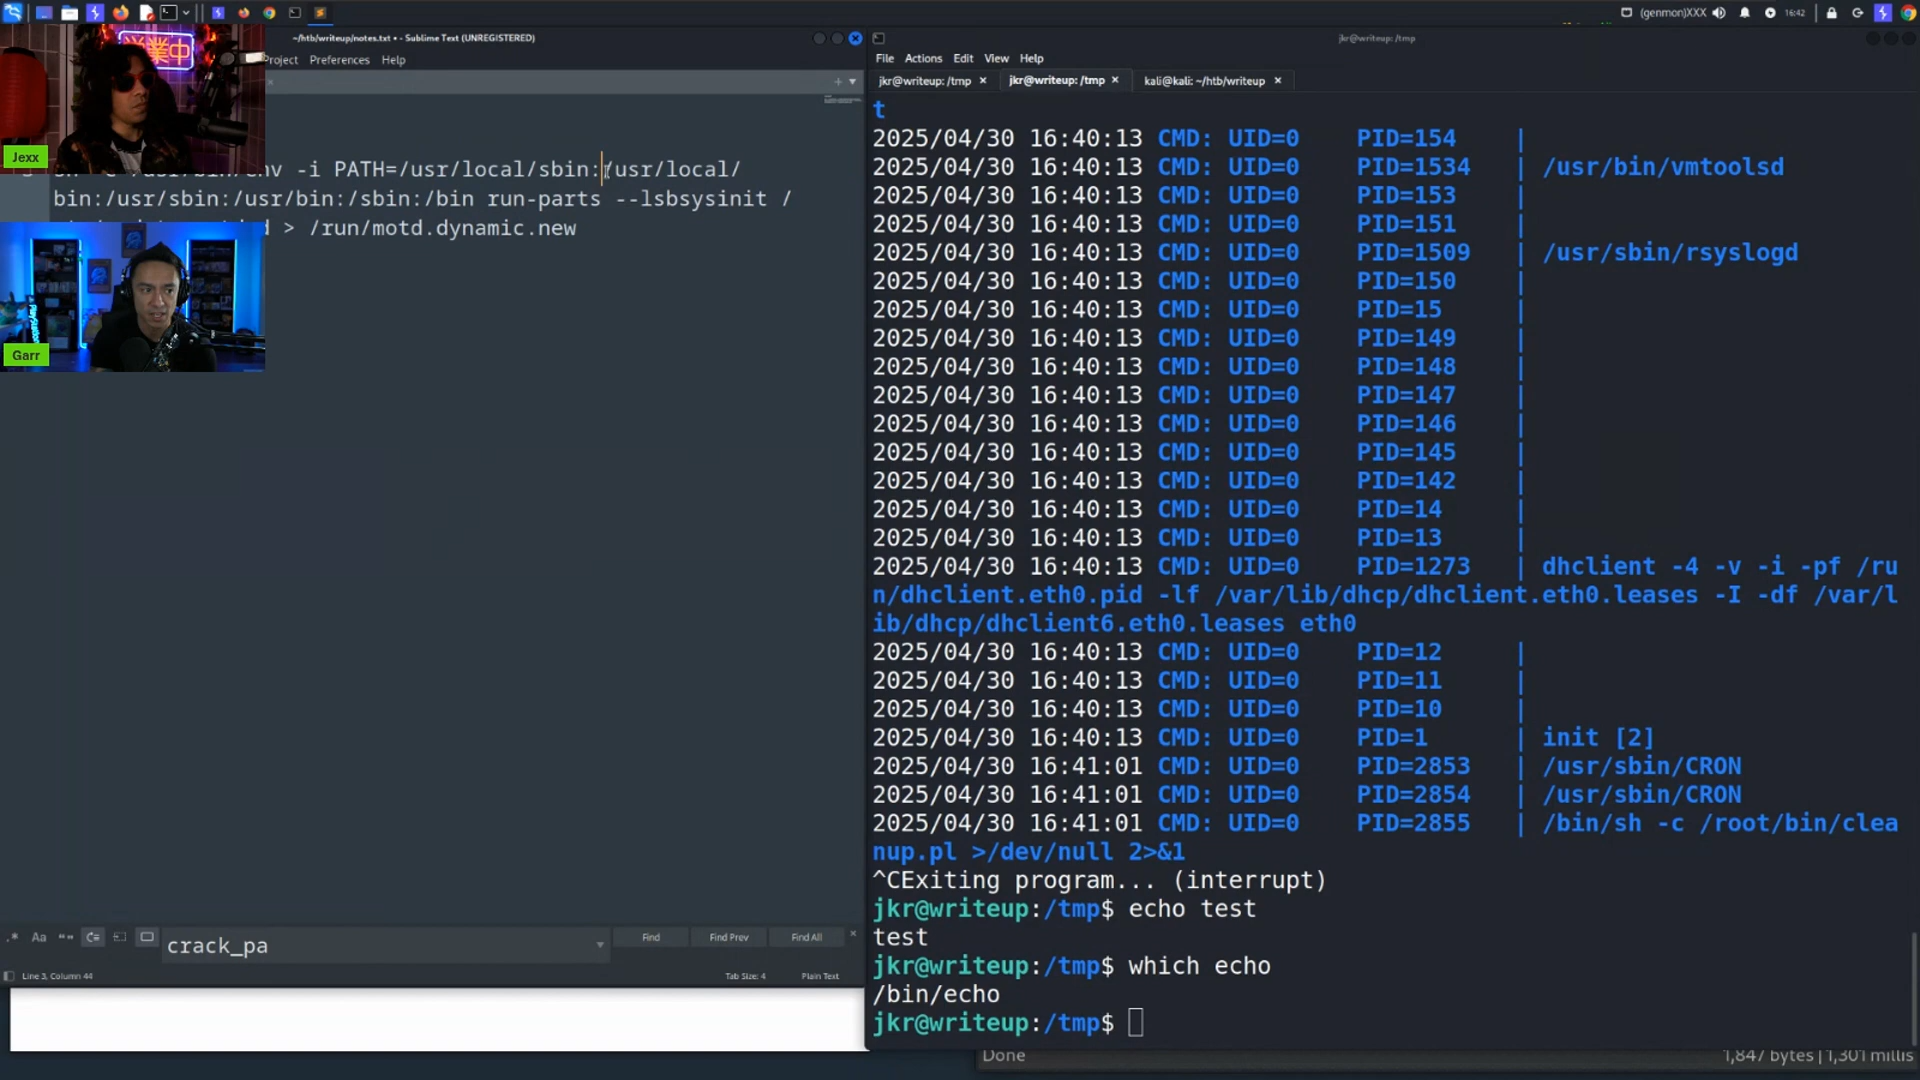 (genmon)XXX
16:42
~/htb/writeup/notes.txt • - Sublime Text (UNREGISTERED)
Project Preferences Help
Jexx
-i PATH=/usr/local/sbin:/usr/local/
bin:/usr/sbin:/usr/bin:/sbin:/bin run-parts --lsbsysinit /
d > /run/motd.dynamic.new
Garr
crack_pa
Find
Find Prev
Find All
Line 3, Column 44
Tab Size: 4
Plain Text
jkr@writeup: /tmp
File Actions Edit View Help
jkr@writeup: /tmp
jkr@writeup: /tmp
kali@kali: ~/htb/writeup
t
2025/04/30 16:40:13 CMD: UID=0 PID=154 |
2025/04/30 16:40:13 CMD: UID=0 PID=1534 | /usr/bin/vmtoolsd
2025/04/30 16:40:13 CMD: UID=0 PID=153 |
2025/04/30 16:40:13 CMD: UID=0 PID=151 |
2025/04/30 16:40:13 CMD: UID=0 PID=1509 | /usr/sbin/rsyslogd
2025/04/30 16:40:13 CMD: UID=0 PID=150 |
2025/04/30 16:40:13 CMD: UID=0 PID=15 |
2025/04/30 16:40:13 CMD: UID=0 PID=149 |
2025/04/30 16:40:13 CMD: UID=0 PID=148 |
2025/04/30 16:40:13 CMD: UID=0 PID=147 |
2025/04/30 16:40:13 CMD: UID=0 PID=146 |
2025/04/30 16:40:13 CMD: UID=0 PID=145 |
2025/04/30 16:40:13 CMD: UID=0 PID=142 |
2025/04/30 16:40:13 CMD: UID=0 PID=14 |
2025/04/30 16:40:13 CMD: UID=0 PID=13 |
2025/04/30 16:40:13 CMD: UID=0 PID=1273 | dhclient -4 -v -i -pf /ru
n/dhclient.eth0.pid -lf /var/lib/dhcp/dhclient.eth0.leases -I -df /var/l
ib/dhcp/dhclient6.eth0.leases eth0
2025/04/30 16:40:13 CMD: UID=0 PID=12 |
2025/04/30 16:40:13 CMD: UID=0 PID=11 |
2025/04/30 16:40:13 CMD: UID=0 PID=10 |
2025/04/30 16:40:13 CMD: UID=0 PID=1 | init [2]
2025/04/30 16:41:01 CMD: UID=0 PID=2853 | /usr/sbin/CRON
2025/04/30 16:41:01 CMD: UID=0 PID=2854 | /usr/sbin/CRON
2025/04/30 16:41:01 CMD: UID=0 PID=2855 | /bin/sh -c /root/bin/clea
nup.pl >/dev/null 2>&1
^CExiting program... (interrupt)
jkr@writeup:/tmp$ echo test
test
jkr@writeup:/tmp$ which echo
/bin/echo
jkr@writeup:/tmp$
Done
1,847 bytes | 1,301 millis